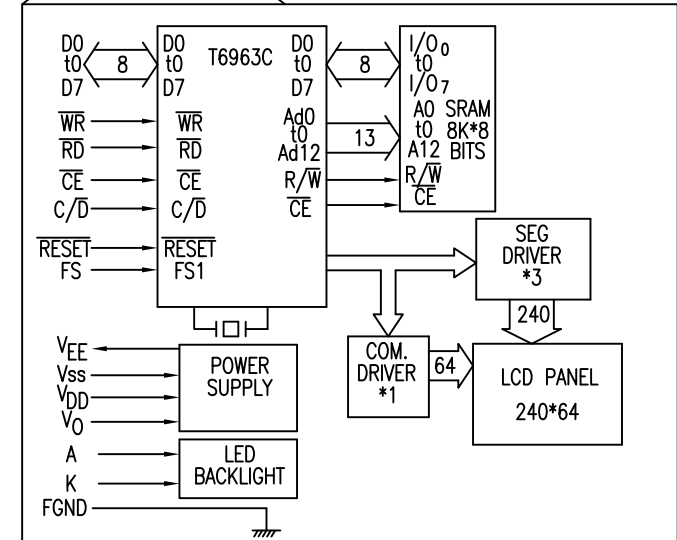 D0
t0
D7
8
D0
t0
D7
T6963C
D0
t0
D7
8
I/O0
t0
I/O7
WR
RD
CE
C/D
RESET
FS
WR
RD
CE
C/D
RESET
FS1
Ad0
t0
Ad12
R/W
CE
13
A0 SRAM
t0 8K*8
A12 BITS
R/W
CE
SEG
DRIVER
*3
240
COM.
DRIVER
*1
64
LCD PANEL
240*64
VEE
Vss
VDD
VO
POWER
SUPPLY
A
K
LED
BACKLIGHT
FGND